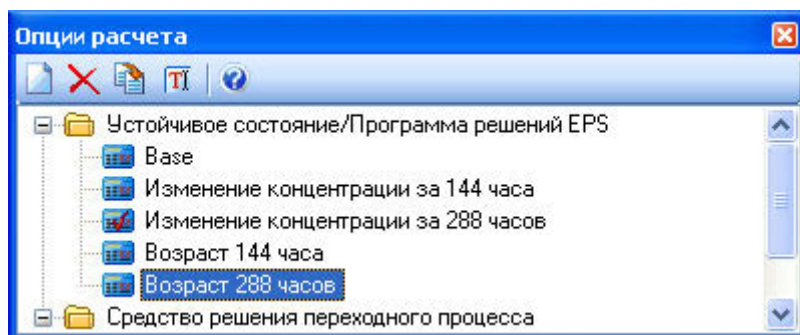 Опции расчета
Устойчивое состояние/Программа решений EPS
Base
Изменение концентрации за 144 часа
Изменение концентрации за 288 часов
Возраст 144 часа
Возраст 288 часов
Средство решения переходного процесса